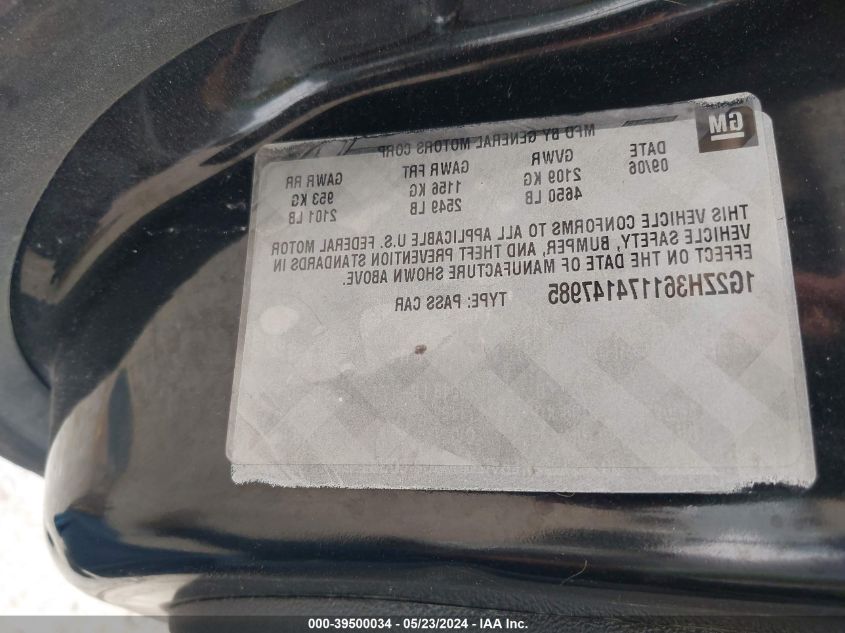 GM
MFD BY GENERAL MOTORS CORP
DATE GVWR GAWR FRT GAWR RR
09/06 2109 KG 1156 KG 953 KG
4650 LB 2549 LB 2101 LB
THIS VEHICLE CONFORMS TO ALL APPLICABLE U.S. FEDERAL MOTOR
VEHICLE SAFETY, BUMPER, AND THEFT PREVENTION STANDARDS IN
EFFECT ON THE DATE OF MANUFACTURE SHOWN ABOVE.
1G2ZH361174147985 TYPE: PASS CAR
000-39500034 - 05/23/2024 - IAA Inc.